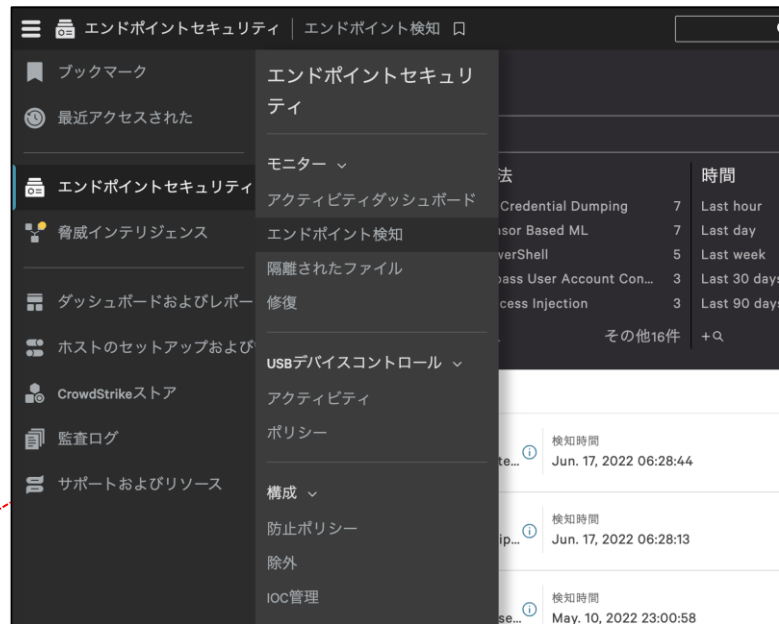 エンドポイントセキュリティ
エンドポイント検知
ブックマーク
最近アクセスされた
エンドポイントセキュリティ
脅威インテリジェンス
ダッシュボードおよびレポー
ホストのセットアップおよび
CrowdStrikeストア
監査ログ
サポートおよびリソース
エンドポイントセキュリ
ティ
モニター
アクティビティダッシュボード
エンドポイント検知
隔離されたファイル
修復
USBデバイスコントロール
アクティビティ
ポリシー
構成
防止ポリシー
除外
IOC管理
法
Credential Dumping 7
sor Based ML 7
werShell 5
pass User Account Con... 3
cess Injection 3
その他16件
時間
Last hour
Last day
Last week
Last 30 days
Last 90 days
te...
検知時間
Jun. 17, 2022 06:28:44
ip...
検知時間
Jun. 17, 2022 06:28:13
se...
検知時間
May. 10, 2022 23:00:58